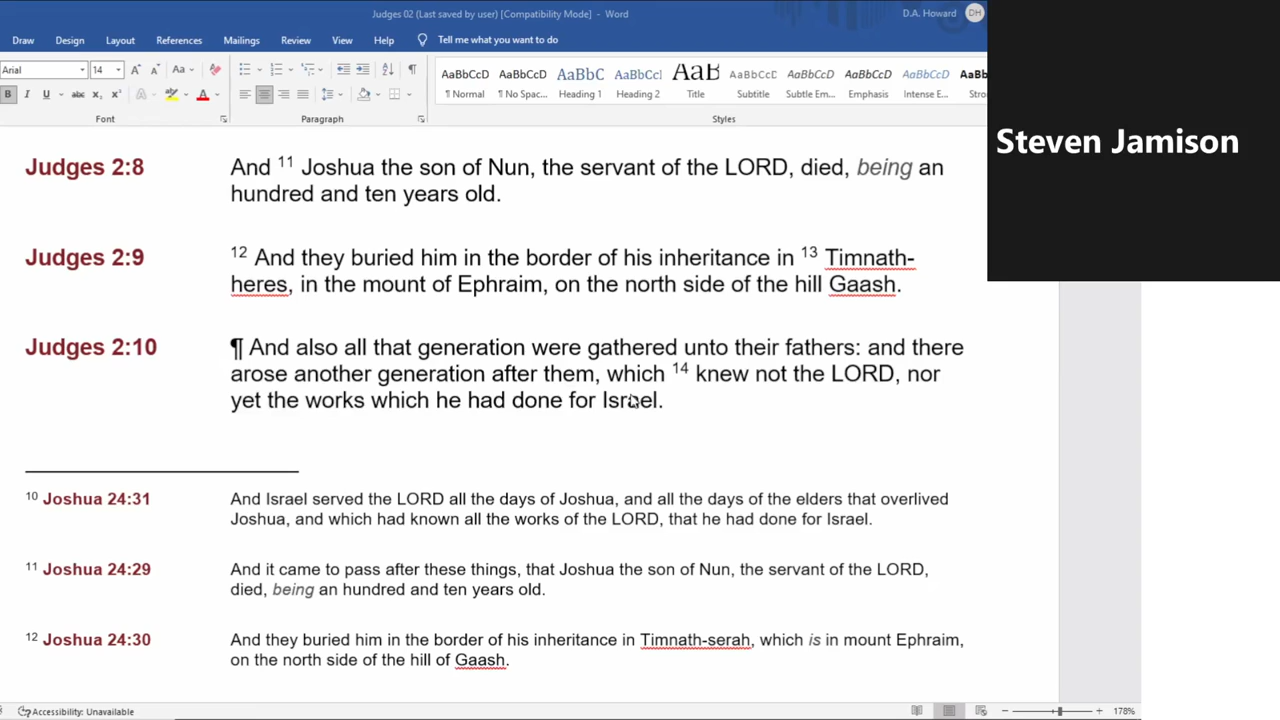 Judges 02 (Last saved by user) [Compatibility Mode] - Word
D.A. Howard DH
Draw Design Layout References Mailings Review View Help Tell me what you want to do
Arial 14
AaBbCcD AaBbCcD AaBbC AaBbCcI AaB AaBbCcD AaBbCcD AaBbCcD AaBbCcD AaBb
¶ Normal ¶ No Spac... Heading 1 Heading 2 Title Subtitle Subtle Em... Emphasis Intense E... Stro
Font Paragraph Styles
Steven Jamison
Judges 2:8 And 11 Joshua the son of Nun, the servant of the LORD, died, being an
hundred and ten years old.
Judges 2:9 12 And they buried him in the border of his inheritance in 13 Timnath-
heres, in the mount of Ephraim, on the north side of the hill Gaash.
Judges 2:10 ¶ And also all that generation were gathered unto their fathers: and there
arose another generation after them, which 14 knew not the LORD, nor
yet the works which he had done for Israel.
10 Joshua 24:31 And Israel served the LORD all the days of Joshua, and all the days of the elders that overlived
Joshua, and which had known all the works of the LORD, that he had done for Israel.
11 Joshua 24:29 And it came to pass after these things, that Joshua the son of Nun, the servant of the LORD,
died, being an hundred and ten years old.
12 Joshua 24:30 And they buried him in the border of his inheritance in Timnath-serah, which is in mount Ephraim,
on the north side of the hill of Gaash.
Accessibility: Unavailable 178%